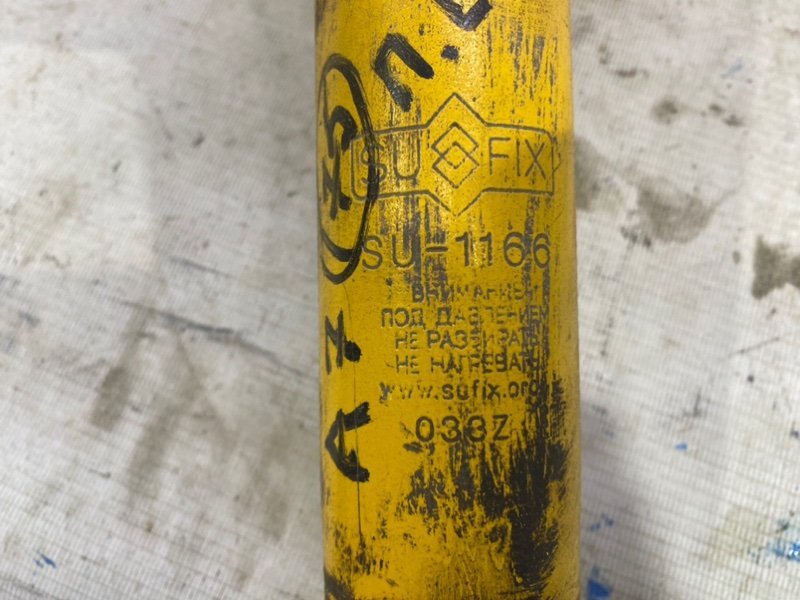 SU FIX
SU-1166
ВНИМАНИЕ!
ПОД ДАВЛЕНИЕМ
НЕ РАЗБИРАТЬ
НЕ НАГРЕВАТЬ
www.sufix.org
033Z